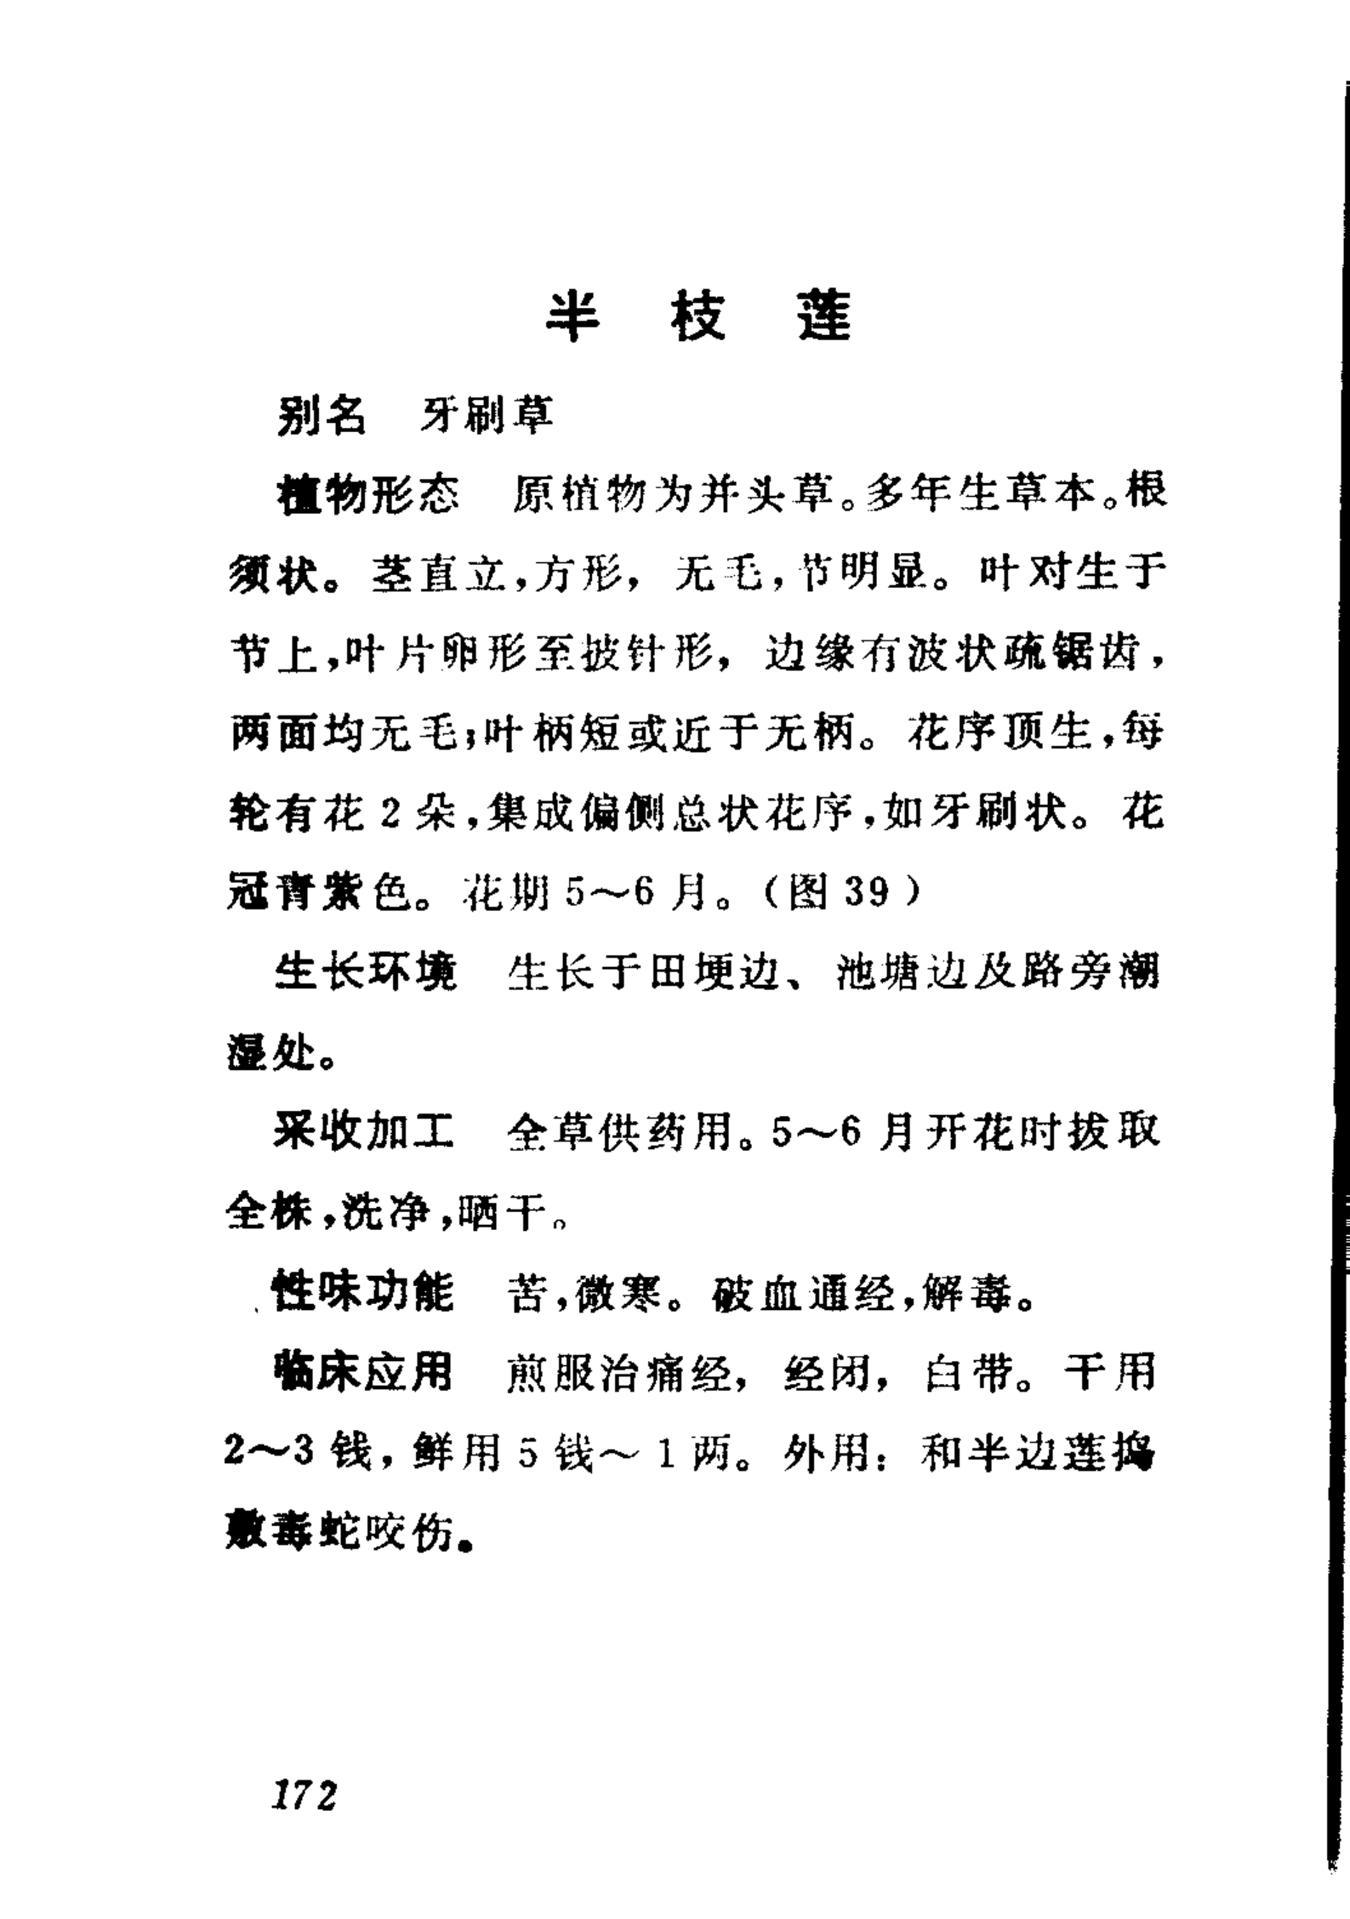 半枝莲
别名 牙刷草
植物形态 原植物为并头草。多年生草本。根
须状。茎直立，方形，无毛，节明显。叶对生于
节上，叶片卵形至披针形，边缘有波状疏锯齿，
两面均无毛；叶柄短或近于无柄。花序顶生，每
轮有花2朵，集成偏侧总状花序，如牙刷状。花
冠青紫色。花期5～6月。（图39）
生长环境 生长于田埂边、池塘边及路旁潮
湿处。
采收加工 全草供药用。5～6月开花时拔取
全株，洗净，晒干。
性味功能 苦，微寒。破血通经，解毒。
临床应用 煎服治痛经，经闭，白带。干用
2～3钱，鲜用5钱～1两。外用：和半边莲捣
敷毒蛇咬伤。
172